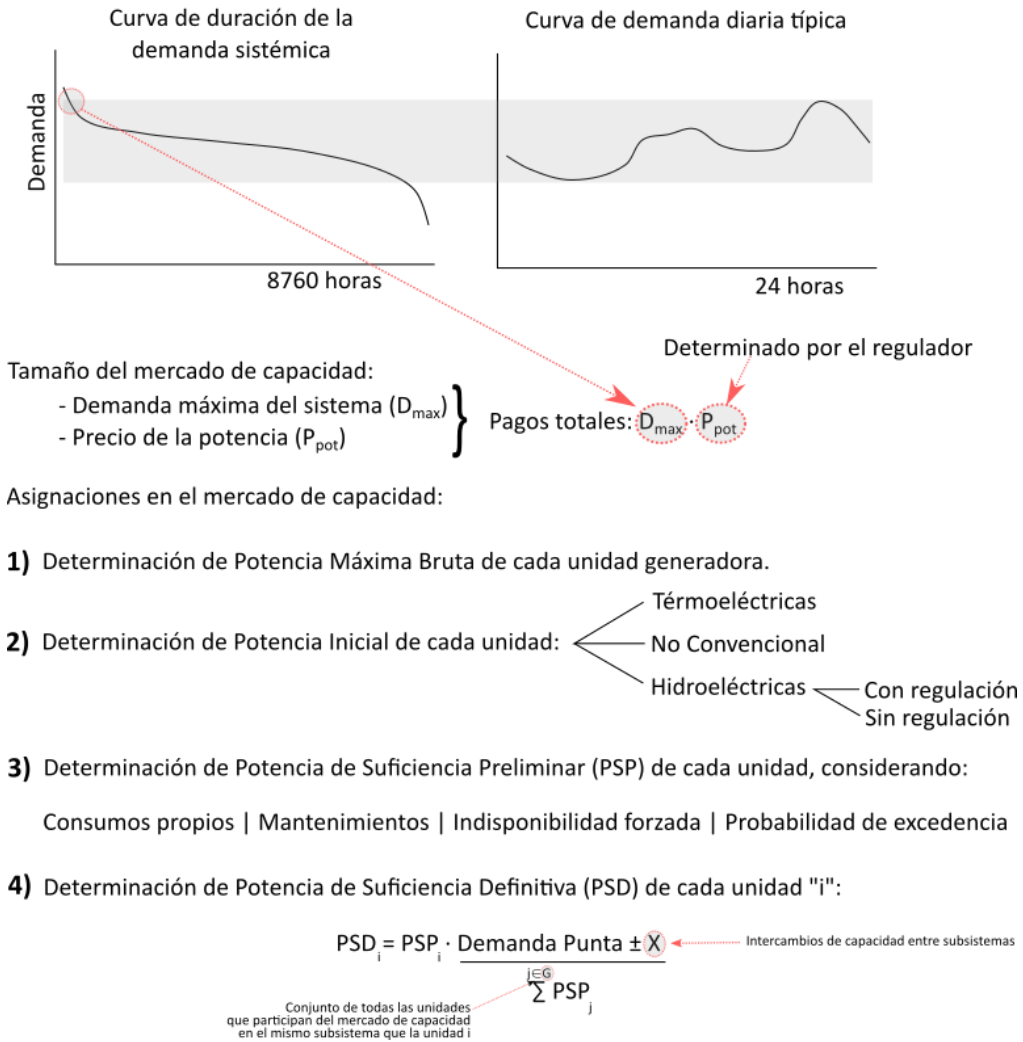 Curva de duración de la
demanda sistémica
Curva de demanda diaria típica
Demanda
8760 horas
24 horas
Determinado por el regulador
Tamaño del mercado de capacidad:
- Demanda máxima del sistema (Dmax)
- Precio de la potencia (Ppot)
}
Pagos totales: Dmax · Ppot
Asignaciones en el mercado de capacidad:
1) Determinación de Potencia Máxima Bruta de cada unidad generadora.
2) Determinación de Potencia Inicial de cada unidad:
Térmoeléctricas
No Convencional
Hidroeléctricas
Con regulación
Sin regulación
3) Determinación de Potencia de Suficiencia Preliminar (PSP) de cada unidad, considerando:
Consumos propios | Mantenimientos | Indisponibilidad forzada | Probabilidad de excedencia
4) Determinación de Potencia de Suficiencia Definitiva (PSD) de cada unidad "i":
PSDi = PSPi · Demanda Punta ± X
Intercambios de capacidad entre subsistemas
j∈G
∑ PSPj
Conjunto de todas las unidades
que participan del mercado de capacidad
en el mismo subsistema que la unidad i